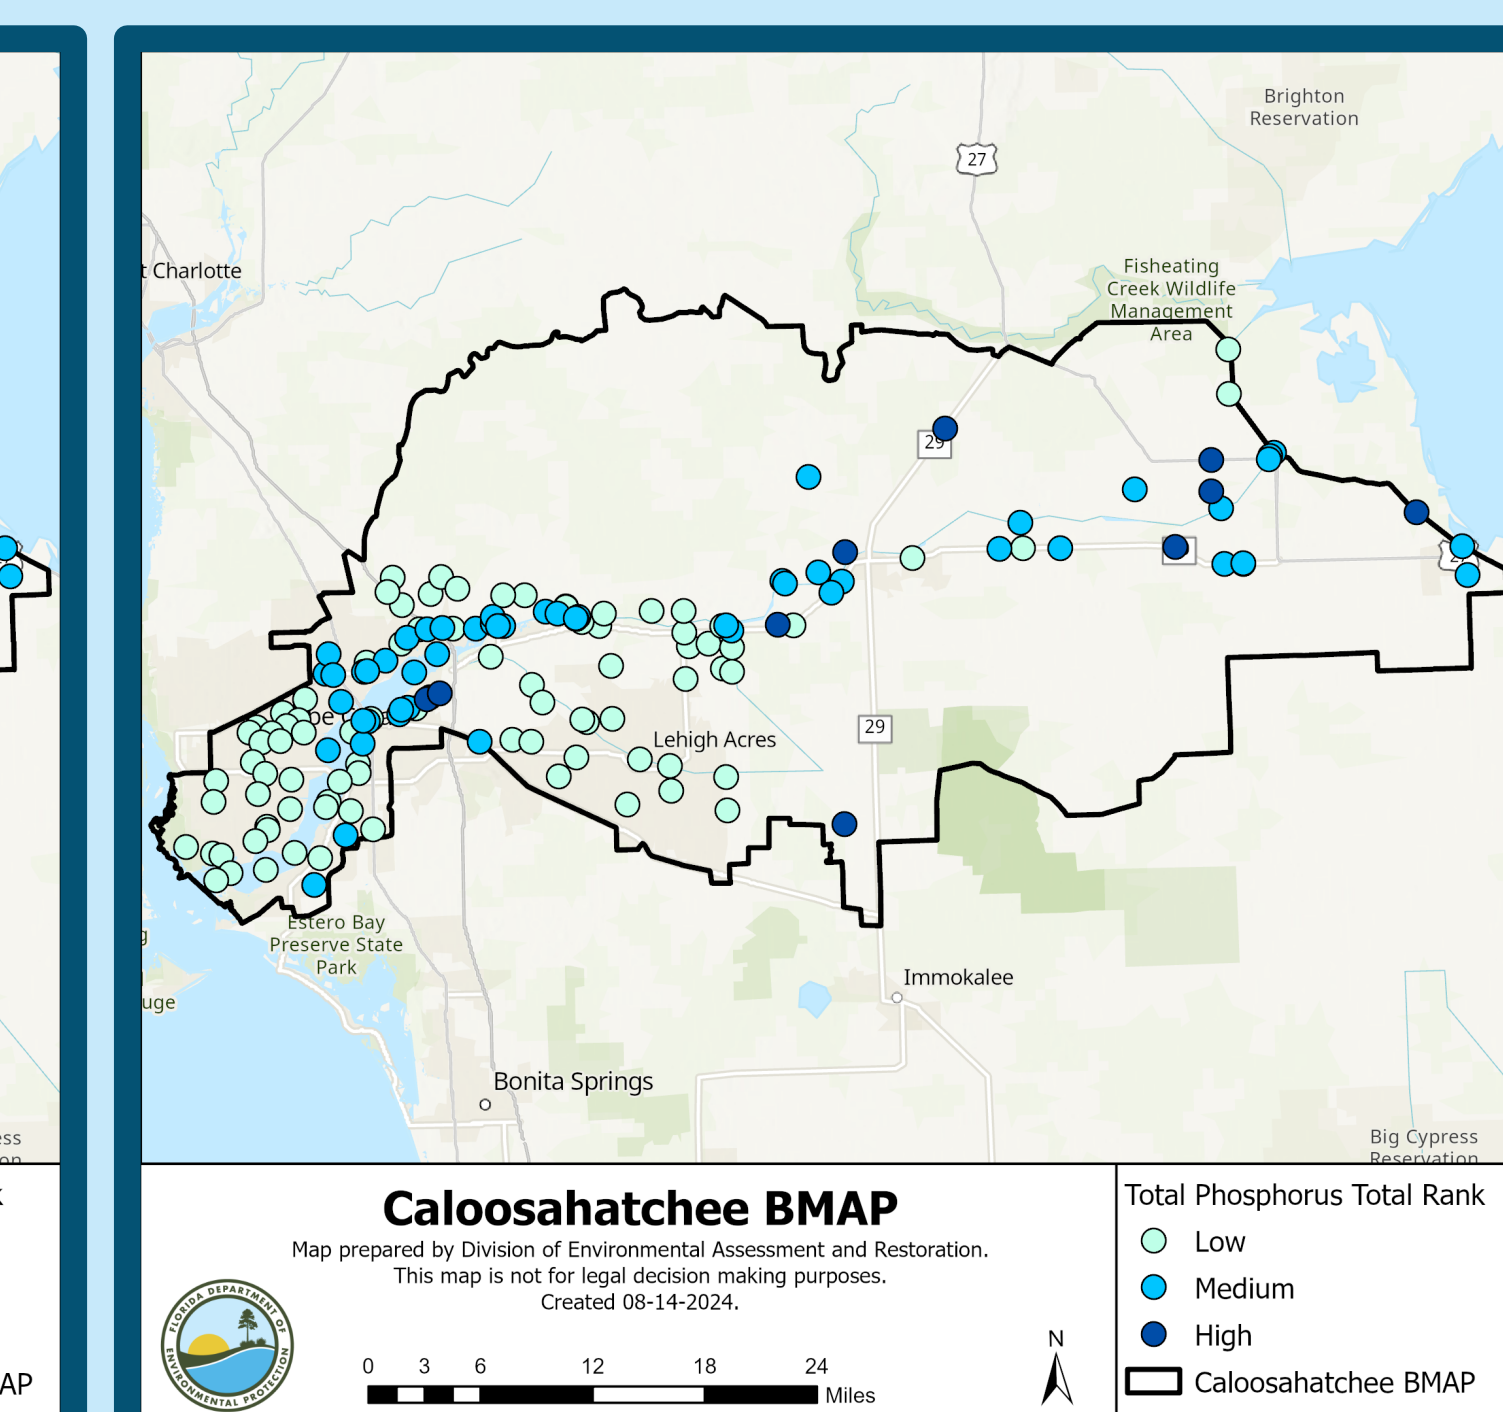 Brighton
Reservation
27
t Charlotte
Fisheating
Creek Wildlife
Management
Area
29
29
Lehigh Acres
Estero Bay
Preserve State
Park
g
uge
Immokalee
Bonita Springs
Big Cypress
Reservation
ess
on
k
AP
Caloosahatchee BMAP
Map prepared by Division of Environmental Assessment and Restoration.
This map is not for legal decision making purposes.
Created 08-14-2024.
FLORIDA DEPARTMENT OF
ENVIRONMENTAL PROTECTION
0 3 6 12 18 24
Miles
N
Total Phosphorus Total Rank
Low
Medium
High
Caloosahatchee BMAP